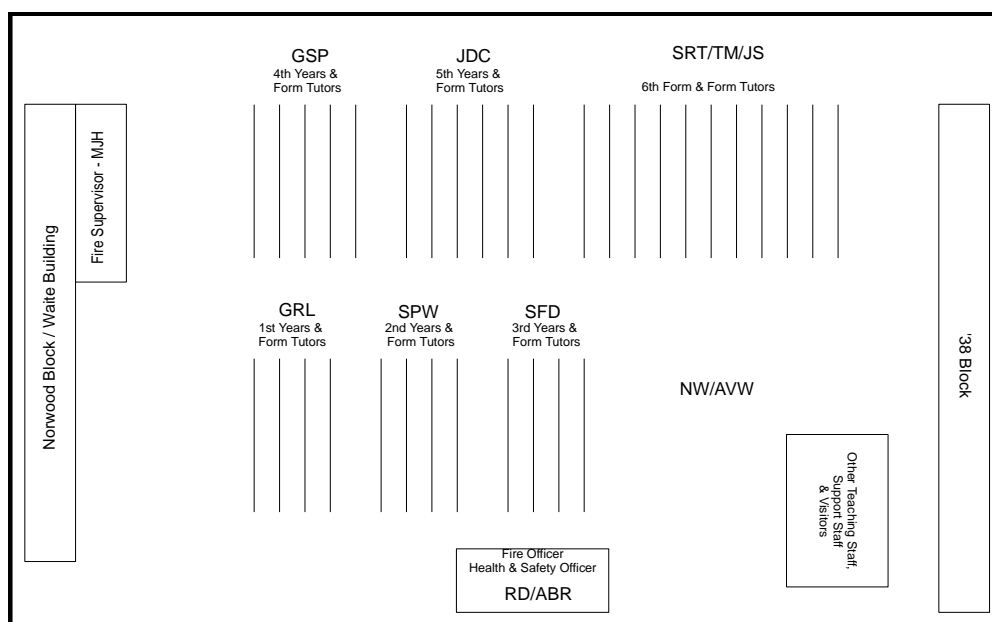 GSP
4th Years &
Form Tutors
JDC
5th Years &
Form Tutors
SRT/TM/JS
6th Form & Form Tutors
Norwood Block / Waite Building
Fire Supervisor - MJH
GRL
1st Years &
Form Tutors
SPW
2nd Years &
Form Tutors
SFD
3rd Years &
Form Tutors
NW/AVW
'38 Block
Other Teaching Staff,
Support Staff
& Visitors
Fire Officer
Health & Safety Officer
RD/ABR